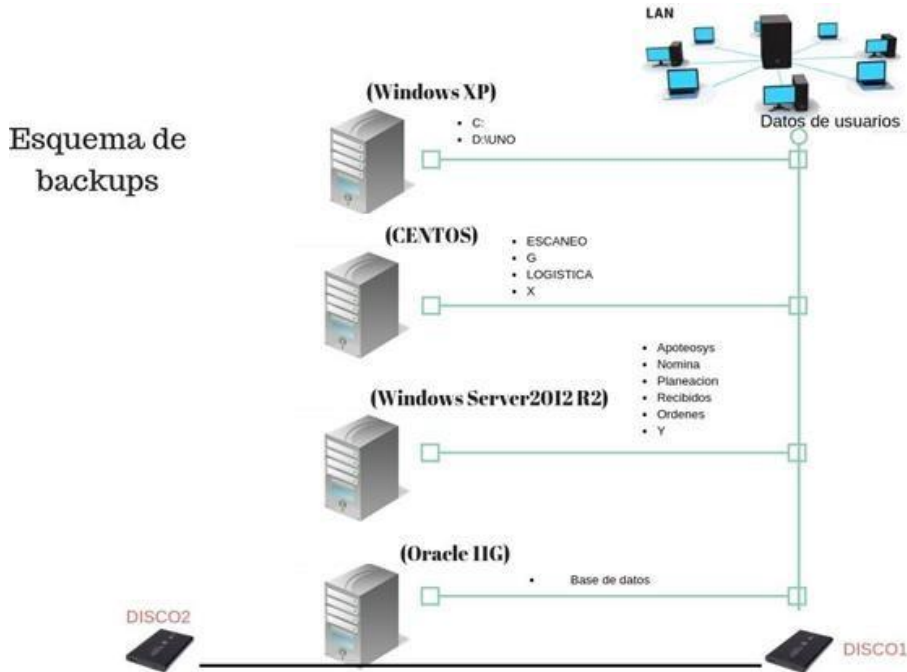 LAN
Datos de usuarios
Esquema de
backups
(Windows XP)
C:
D:\UNO
(CENTOS)
ESCANEO
G
LOGISTICA
X
(Windows Server2012 R2)
Apoteosys
Nomina
Planeacion
Recibidos
Ordenes
Y
(Oracle 11G)
Base de datos
DISCO2
DISCO1